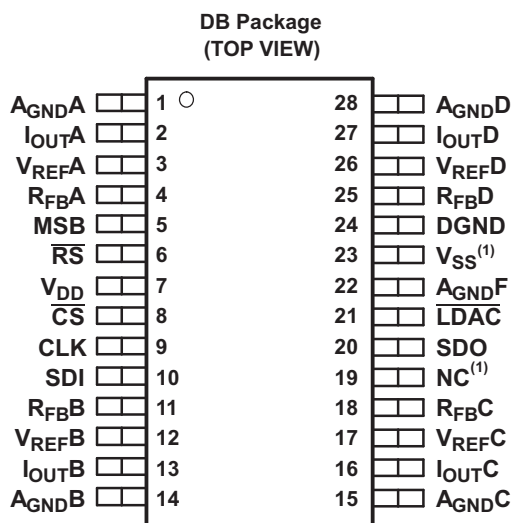 DB Package
(TOP VIEW)
AGNDA 1 28 AGNDD
IOUTA 2 27 IOUTD
VREFA 3 26 VREFD
RFBA 4 25 RFBD
MSB 5 24 DGND
RS 6 23 VSS(1)
VDD 7 22 AGNDF
CS 8 21 LDAC
CLK 9 20 SDO
SDI 10 19 NC(1)
RFBB 11 18 RFBC
VREFB 12 17 VREFC
IOUTB 13 16 IOUTC
AGNDB 14 15 AGNDC